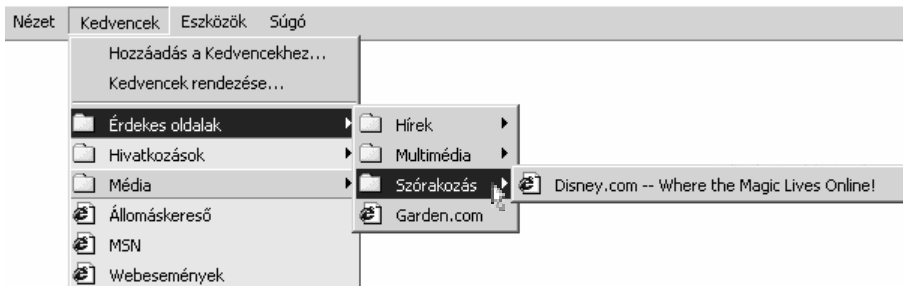 Nézet Kedvencek Eszközök Súgó
Hozzáadás a Kedvencekhez...
Kedvencek rendezése...
Érdekes oldalak
Hivatkozások
Média
Állomáskereső
MSN
Webesemények
Hírek
Multimédia
Szórakozás
Garden.com
Disney.com -- Where the Magic Lives Online!